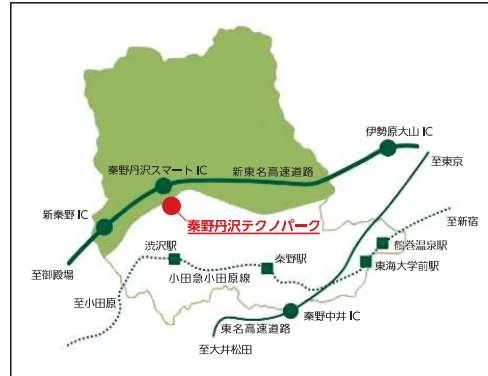 伊勢原大山 IC
至東京
秦野丹沢スマート IC
新東名高速道路
新秦野 IC
秦野丹沢テクノパーク
至新宿
渋沢駅
秦野駅
鶴巻温泉駅
東海大学前駅
至御殿場
小田急小田原線
至小田原
東名高速道路
秦野中井 IC
至大井松田